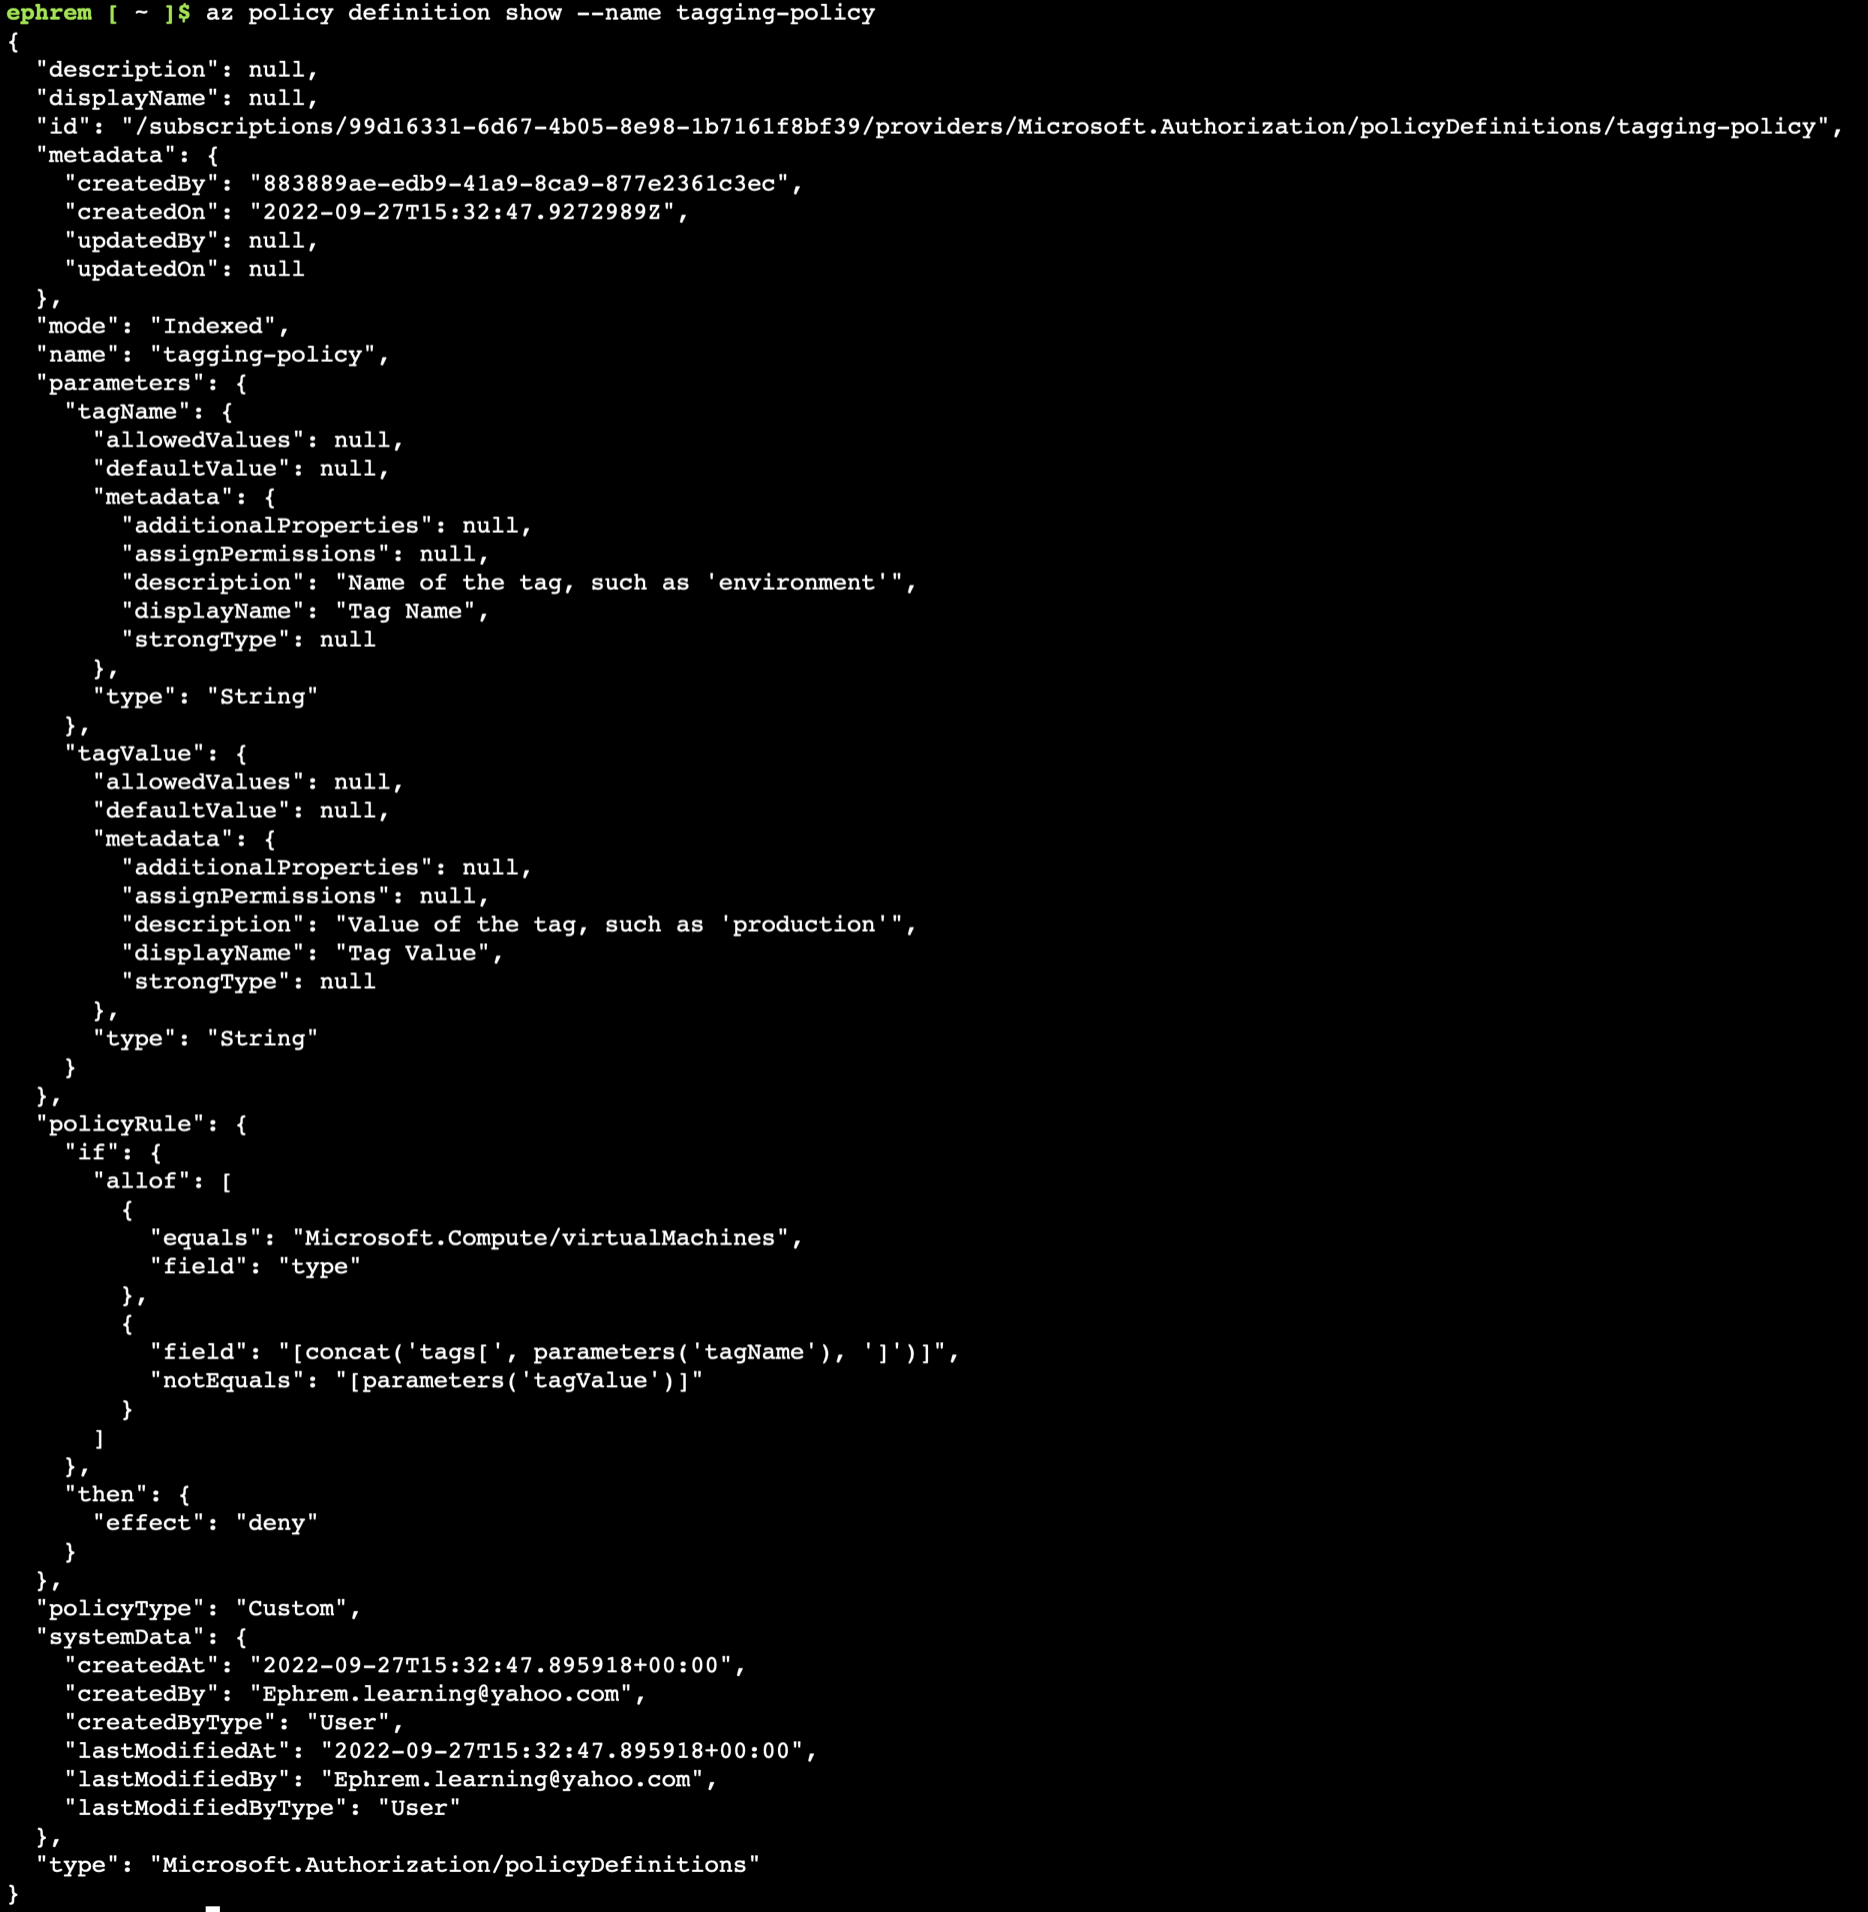 ephrem [ ~ ]$ az policy definition show --name tagging-policy
{
  "description": null,
  "displayName": null,
  "id": "/subscriptions/99d16331-6d67-4b05-8e98-1b7161f8bf39/providers/Microsoft.Authorization/policyDefinitions/tagging-policy",
  "metadata": {
    "createdBy": "883889ae-edb9-41a9-8ca9-877e2361c3ec",
    "createdOn": "2022-09-27T15:32:47.9272989Z",
    "updatedBy": null,
    "updatedOn": null
  },
  "mode": "Indexed",
  "name": "tagging-policy",
  "parameters": {
    "tagName": {
      "allowedValues": null,
      "defaultValue": null,
      "metadata": {
        "additionalProperties": null,
        "assignPermissions": null,
        "description": "Name of the tag, such as 'environment'",
        "displayName": "Tag Name",
        "strongType": null
      },
      "type": "String"
    },
    "tagValue": {
      "allowedValues": null,
      "defaultValue": null,
      "metadata": {
        "additionalProperties": null,
        "assignPermissions": null,
        "description": "Value of the tag, such as 'production'",
        "displayName": "Tag Value",
        "strongType": null
      },
      "type": "String"
    }
  },
  "policyRule": {
    "if": {
      "allof": [
        {
          "equals": "Microsoft.Compute/virtualMachines",
          "field": "type"
        },
        {
          "field": "[concat('tags[', parameters('tagName'), ']')]",
          "notEquals": "[parameters('tagValue')]"
        }
      ]
    },
    "then": {
      "effect": "deny"
    }
  },
  "policyType": "Custom",
  "systemData": {
    "createdAt": "2022-09-27T15:32:47.895918+00:00",
    "createdBy": "Ephrem.learning@yahoo.com",
    "createdByType": "User",
    "lastModifiedAt": "2022-09-27T15:32:47.895918+00:00",
    "lastModifiedBy": "Ephrem.learning@yahoo.com",
    "lastModifiedByType": "User"
  },
  "type": "Microsoft.Authorization/policyDefinitions"
}